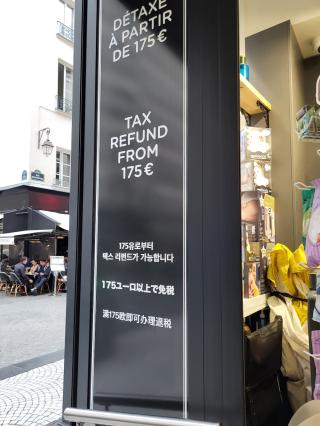 DÉTAXE
À PARTIR
DE 175€
TAX
REFUND
FROM
175€
175유로부터
텍스 리펀드가 가능합니다
175ユーロ以上で免税
满175欧即可办理退税